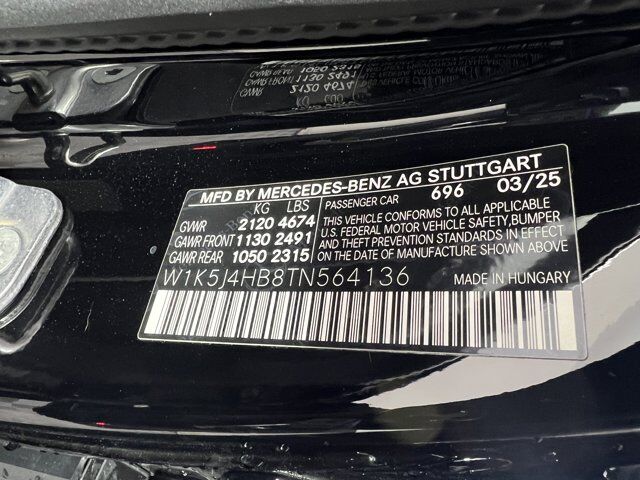 MFD BY MERCEDES-BENZ AG STUTTGART
KG LBS PASSENGER CAR 696 03/25
GVWR 2120 4674
GAWR FRONT 1130 2491
GAWR REAR 1050 2315
THIS VEHICLE CONFORMS TO ALL APPLICABLE
U.S. FEDERAL MOTOR VEHICLE SAFETY, BUMPER
AND THEFT PREVENTION STANDARDS IN EFFECT
ON THE DATE OF MANUFACTURE SHOWN ABOVE
W1K5J4HB8TN564136 MADE IN HUNGARY